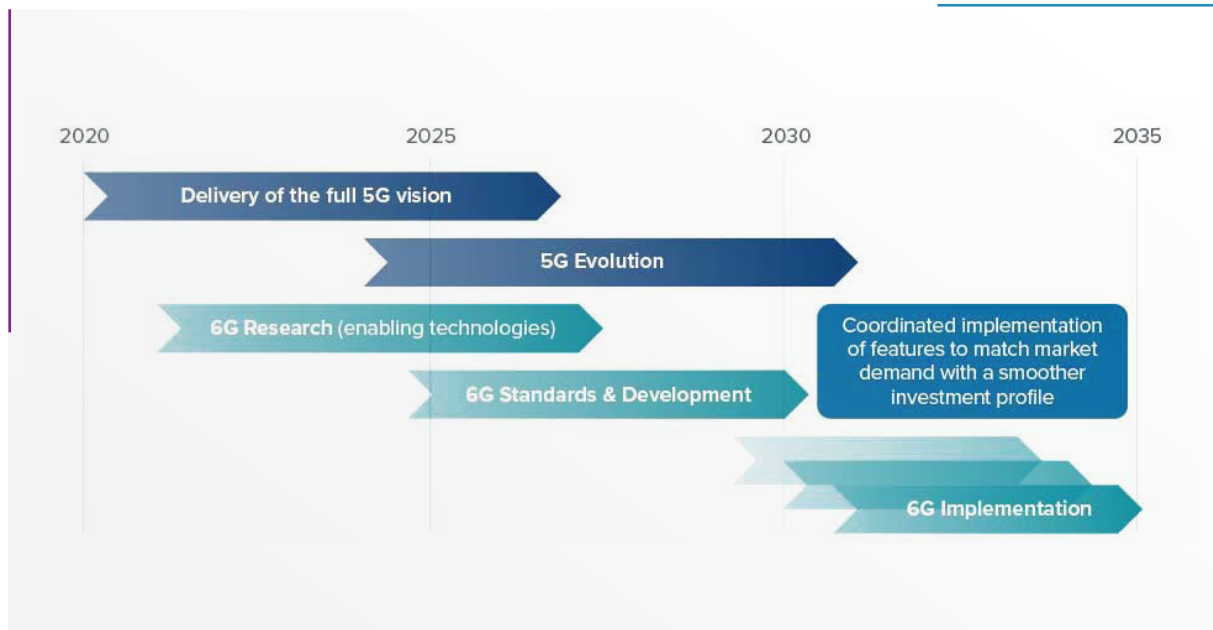 2020 2025 2030 2035
Delivery of the full 5G vision
5G Evolution
6G Research (enabling technologies)
Coordinated implementation
of features to match market
demand with a smoother
investment profile
6G Standards & Development
6G Implementation